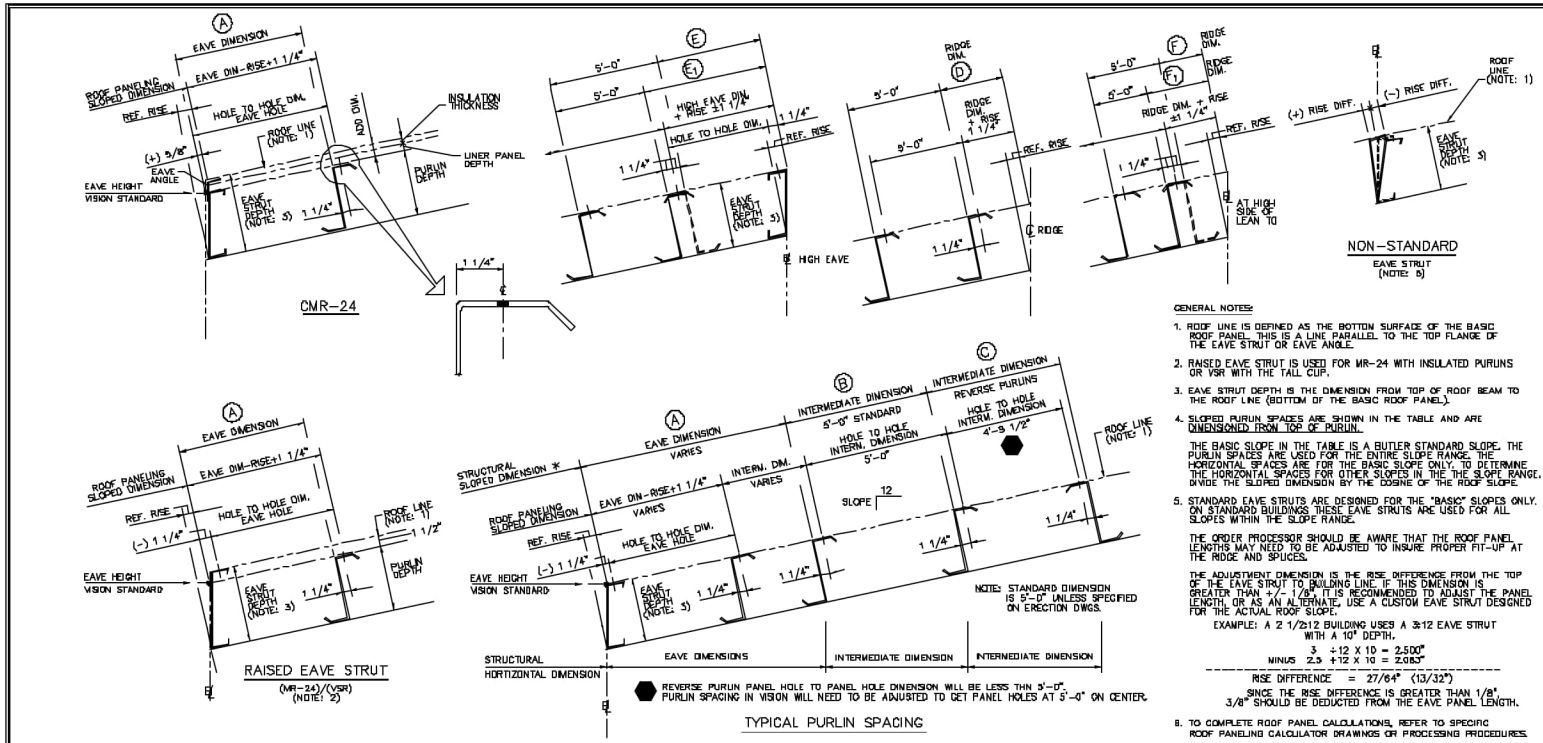 A
EAVE DIMENSION
EAVE DIM-RISE+1 1/4"
ROOF PANELING
SLOPED DIMENSION
REF. RISE
HOLE TO HOLE DIM.
EAVE HOLE
ROOF LINE
(NOTE: 1)
(+) 5/8"
EAVE
ANGLE
EAVE HEIGHT
VISION STANDARD
EAVE
STRUT
DEPTH
(NOTE: 3)
1 1/4"
INSULATION
THICKNESS
LINER PANEL
DEPTH
PURLIN
DEPTH
1 1/4"
CMR-24
E
5'-0"
E1
5'-0"
HIGH EAVE DIM.
+ RISE ±1 1/4"
HOLE TO HOLE DIM.
1 1/4"
REF. RISE
1 1/4"
EAVE
STRUT
DEPTH
(NOTE: 3)
HIGH EAVE
RIDGE
DIM.
D
5'-0"
RIDGE
DIM.
+ RISE
1 1/4"
5'-0"
REF. RISE
1 1/4"
RIDGE
F
RIDGE
DIM.
5'-0"
F1
RIDGE
DIM.
5'-0"
RIDGE DIM. + RISE
±1 1/4"
REF. RISE
1 1/4"
AT HIGH
SIDE OF
LEAN TO
ROOF
LINE
(NOTE: 1)
(+) RISE DIFF.
(-) RISE DIFF.
EAVE
STRUT
DEPTH
(NOTE: 3)
NON-STANDARD
EAVE STRUT
(NOTE: 5)
A
EAVE DIMENSION
EAVE DIM-RISE+1 1/4"
ROOF PANELING
SLOPED DIMENSION
REF. RISE
HOLE TO HOLE DIM.
EAVE HOLE
(-) 1 1/4"
ROOF LINE
(NOTE: 1)
1 1/2"
PURLIN
DEPTH
EAVE HEIGHT
VISION STANDARD
EAVE
STRUT
DEPTH
(NOTE: 3)
1 1/4"
RAISED EAVE STRUT
(MR-24)/(VSR)
(NOTE: 2)
C
INTERMEDIATE DIMENSION
REVERSE PURLINS
HOLE TO HOLE
INTERM. DIMENSION
4'-9 1/2"
B
INTERMEDIATE DIMENSION
5'-0" STANDARD
HOLE TO HOLE
INTERM. DIMENSION
5'-0"
A
EAVE DIMENSION
VARIES
INTERM. DIM.
VARIES
STRUCTURAL
SLOPED DIMENSION *
EAVE DIM-RISE+1 1/4"
VARIES
ROOF PANELING
SLOPED DIMENSION
REF. RISE
HOLE TO HOLE DIM.
EAVE HOLE
(-) 1 1/4"
ROOF LINE
(NOTE: 1)
SLOPE
12
EAVE HEIGHT
VISION STANDARD
EAVE
STRUT
DEPTH
(NOTE: 3)
1 1/4"
1 1/4"
1 1/4"
1 1/4"
NOTE: STANDARD DIMENSION
IS 5'-0" UNLESS SPECIFIED
ON ERECTION DWGS.
STRUCTURAL
HORTIZONTAL DIMENSION
EAVE DIMENSIONS
INTERMEDIATE DIMENSION
INTERMEDIATE DIMENSION
REVERSE PURLIN PANEL HOLE TO PANEL HOLE DIMENSION WILL BE LESS THN 5'-0".
PURLIN SPACING IN VISION WILL NEED TO BE ADJUSTED TO GET PANEL HOLES AT 5'-0" ON CENTER.
TYPICAL PURLIN SPACING
GENERAL NOTES:
1. ROOF LINE IS DEFINED AS THE BOTTOM SURFACE OF THE BASIC
ROOF PANEL. THIS IS A LINE PARALLEL TO THE TOP FLANGE OF
THE EAVE STRUT OR EAVE ANGLE.
2. RAISED EAVE STRUT IS USED FOR MR-24 WITH INSULATED PURLINS
OR VSR WITH THE TALL CLIP.
3. EAVE STRUT DEPTH IS THE DIMENSION FROM TOP OF ROOF BEAM TO
THE ROOF LINE (BOTTOM OF THE BASIC ROOF PANEL).
4. SLOPED PURLIN SPACES ARE SHOWN IN THE TABLE AND ARE
DIMENSIONED FROM TOP OF PURLIN.
THE BASIC SLOPE IN THE TABLE IS A BUTLER STANDARD SLOPE. THE
PURLIN SPACES ARE USED FOR THE ENTIRE SLOPE RANGE. THE
HORIZONTAL SPACES ARE FOR THE BASIC SLOPE ONLY. TO DETERMINE
THE HORIZONTAL SPACES FOR OTHER SLOPES IN THE THE SLOPE RANGE,
DIVIDE THE SLOPED DIMENSION BY THE COSINE OF THE ROOF SLOPE.
5. STANDARD EAVE STRUTS ARE DESIGNED FOR THE "BASIC" SLOPES ONLY.
ON STANDARD BUILDINGS THESE EAVE STRUTS ARE USED FOR ALL
SLOPES WITHIN THE SLOPE RANGE.
THE ORDER PROCESSOR SHOULD BE AWARE THAT THE ROOF PANEL
LENGTHS MAY NEED TO BE ADJUSTED TO INSURE PROPER FIT-UP AT
THE RIDGE AND SPLICES.
THE ADJUSTMENT DIMENSION IS THE RISE DIFFERENCE FROM THE TOP
OF THE EAVE STRUT TO BUILDING LINE. IF THIS DIMENSION IS
GREATER THAN +/- 1/8", IT IS RECOMMENDED TO ADJUST THE PANEL
LENGTH, OR AS AN ALTERNATE, USE A CUSTOM EAVE STRUT DESIGNED
FOR THE ACTUAL ROOF SLOPE.
EXAMPLE: A 2 1/2:12 BUILDING USES A 3:12 EAVE STRUT
WITH A 10" DEPTH.
3 ÷12 X 10 = 2.500"
MINUS 2.5 ÷12 X 10 = 2.083"
RISE DIFFERENCE = 27/64" (13/32")
SINCE THE RISE DIFFERENCE IS GREATER THAN 1/8",
3/8" SHOULD BE DEDUCTED FROM THE EAVE PANEL LENGTH.
6. TO COMPLETE ROOF PANEL CALCULATIONS, REFER TO SPECIFIC
ROOF PANELING CALCULATOR DRAWINGS OR PROCESSING PROCEDURES.